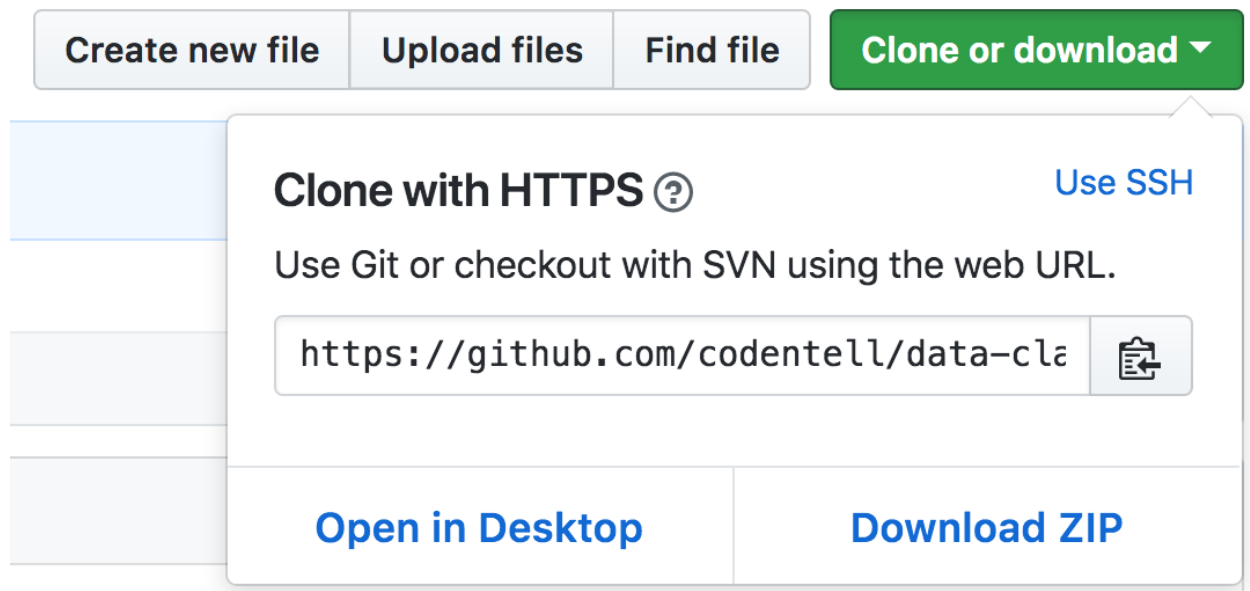 Create new file Upload files Find file Clone or download
Clone with HTTPS ? Use SSH
Use Git or checkout with SVN using the web URL.
https://github.com/codentell/data-cla
Open in Desktop Download ZIP